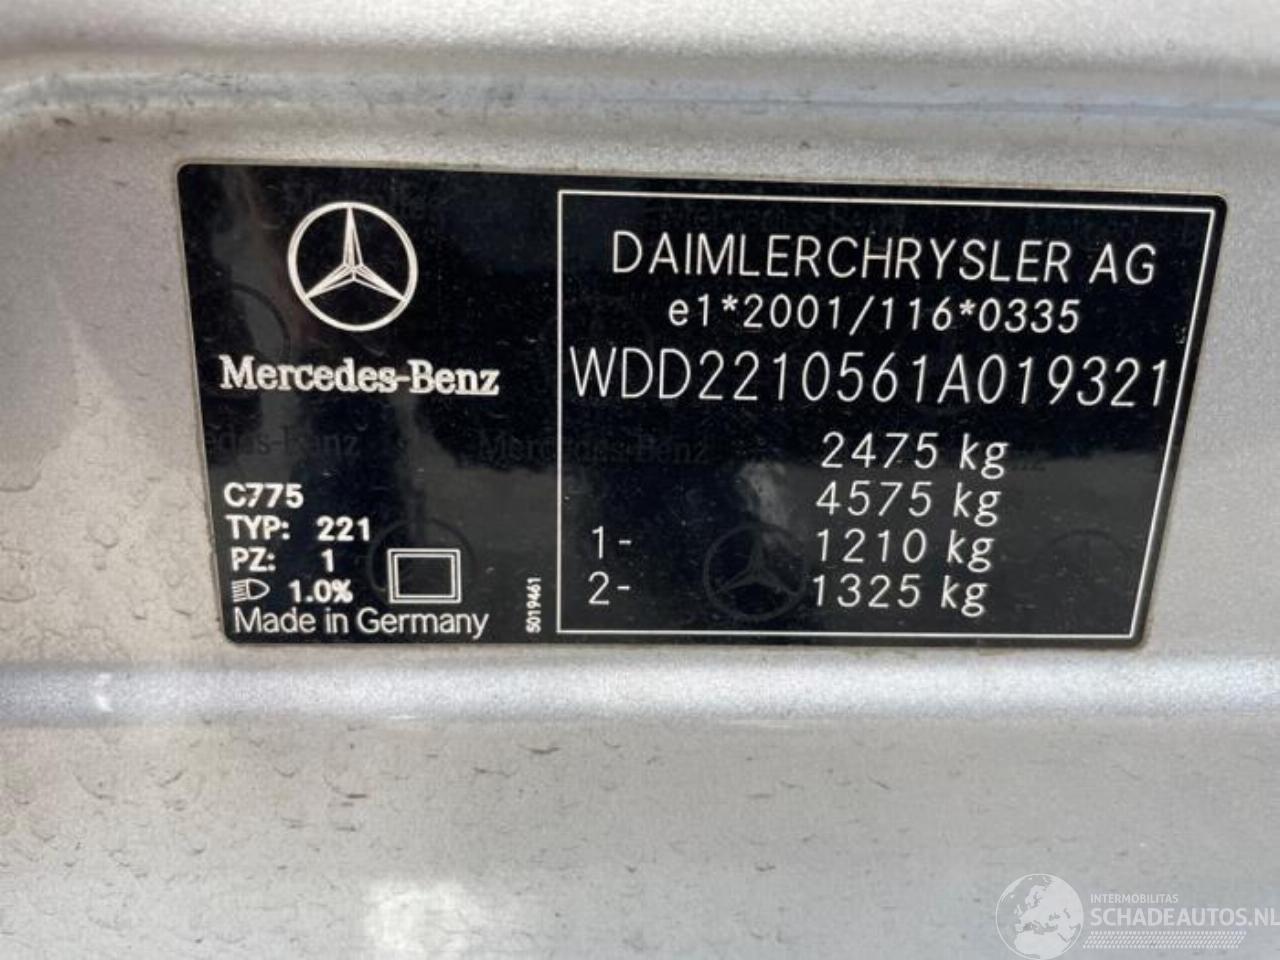 Mercedes-Benz
C775
TYP: 221
PZ: 1
1.0%
Made in Germany
5019461
DAIMLERCHRYSLER AG
e1*2001/116*0335
WDD2210561A019321
2475 kg
4575 kg
1- 1210 kg
2- 1325 kg
INTERMOBILITAS
SCHADEAUTOS.NL